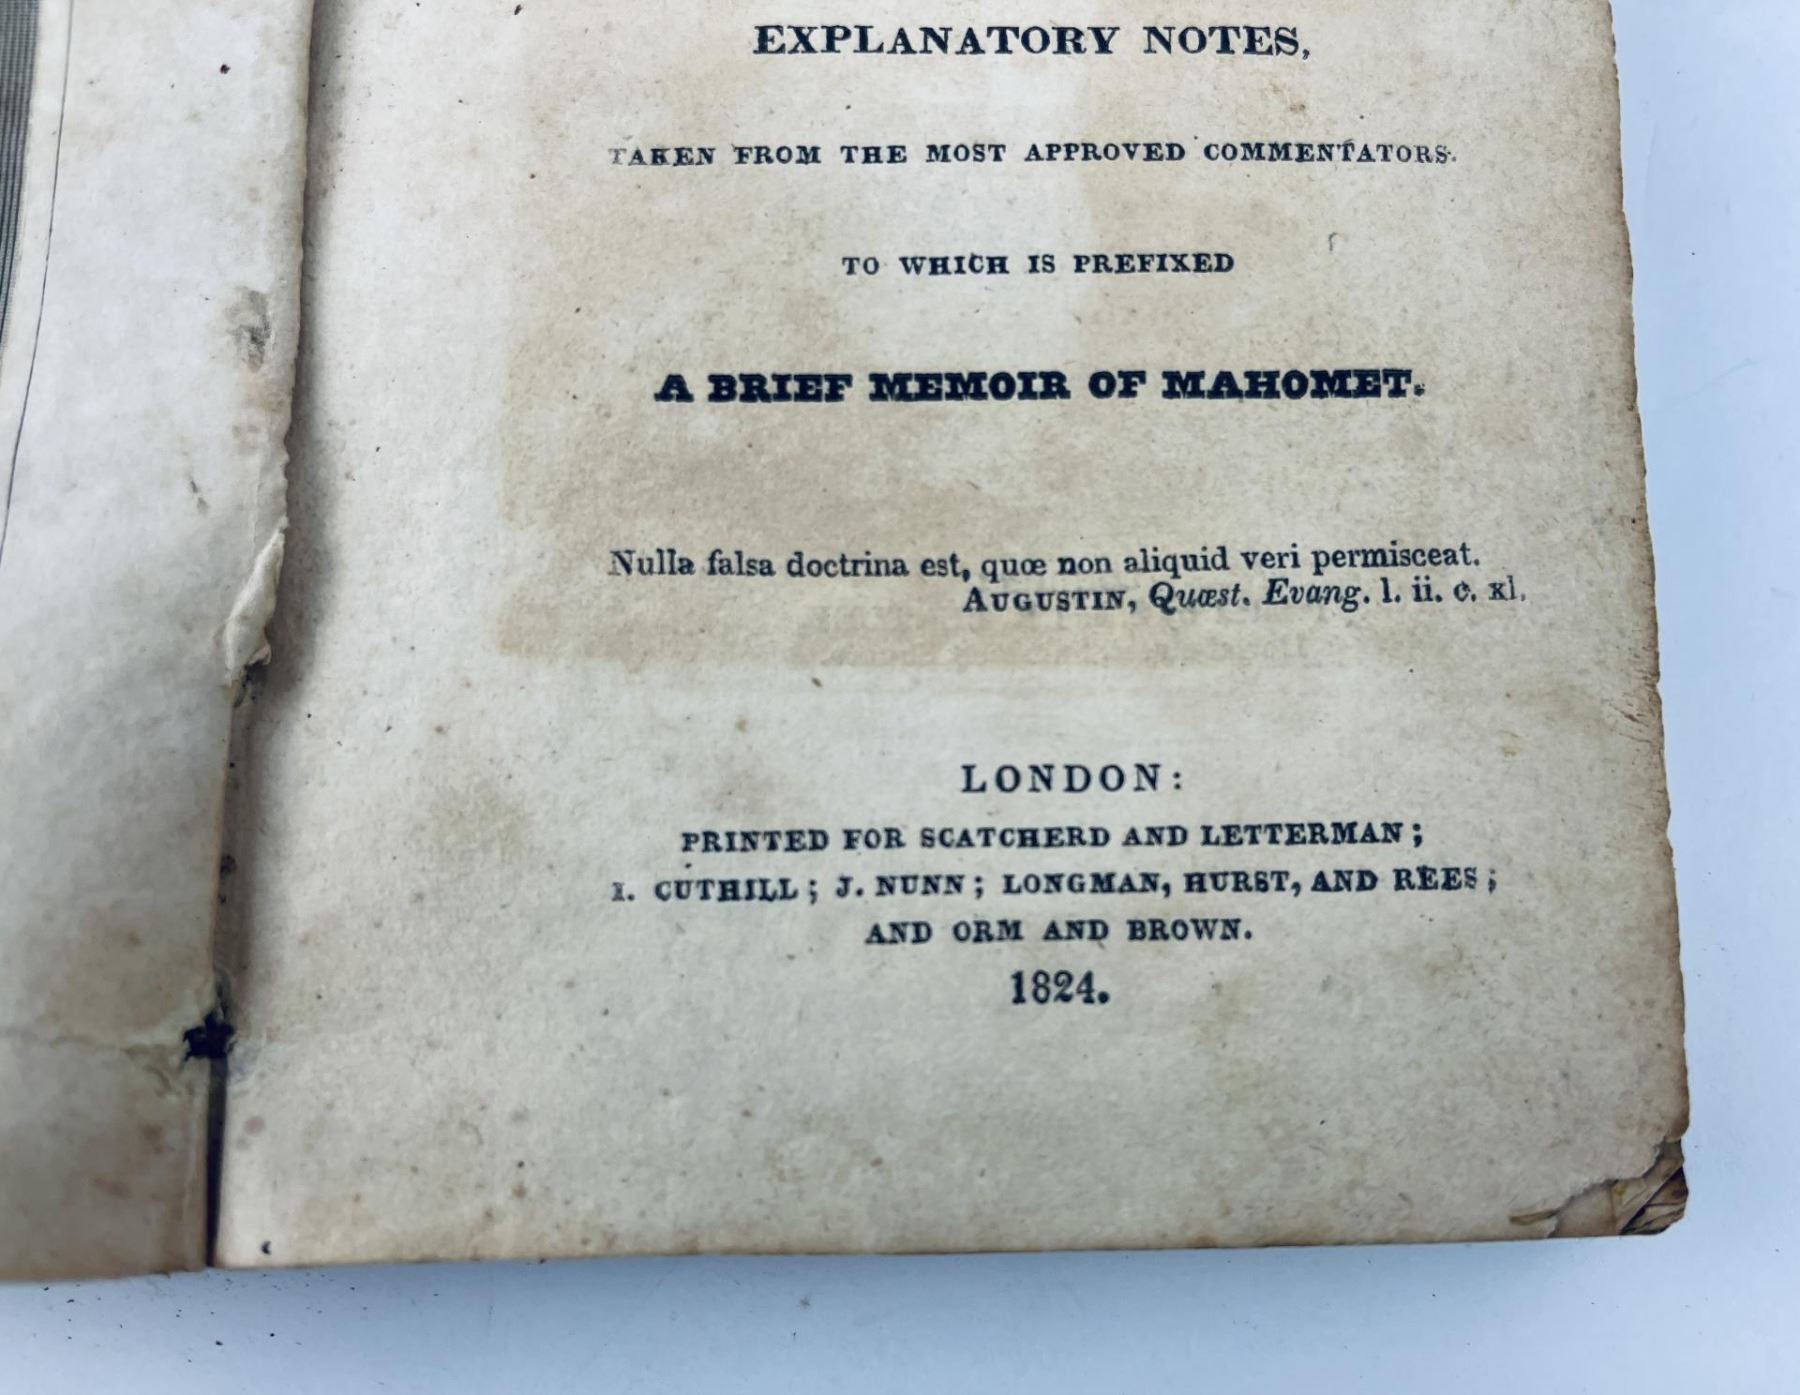 EXPLANATORY NOTES,
TAKEN FROM THE MOST APPROVED COMMENTATORS.
TO WHICH IS PREFIXED
A BRIEF MEMOIR OF MAHOMET.
Nulla falsa doctrina est, quœ non aliquid veri permisceat.
AUGUSTIN, Quæst. Evang. l. ii. c. xl.
LONDON:
PRINTED FOR SCATCHERD AND LETTERMAN;
I. CUTHILL; J. NUNN; LONGMAN, HURST, AND REES;
AND ORM AND BROWN.
1824.